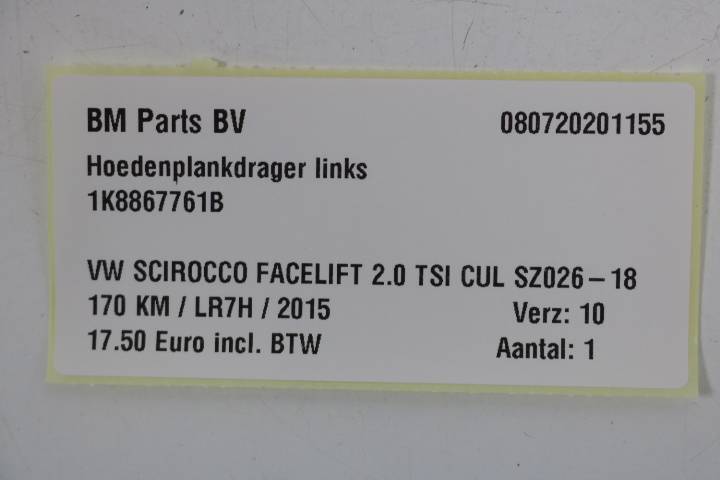 BM Parts BV 080720201155
Hoedenplankdrager links
1K8867761B
VW SCIROCCO FACELIFT 2.0 TSI CUL SZ026-18
170 KM / LR7H / 2015 Verz: 10
17.50 Euro incl. BTW Aantal: 1